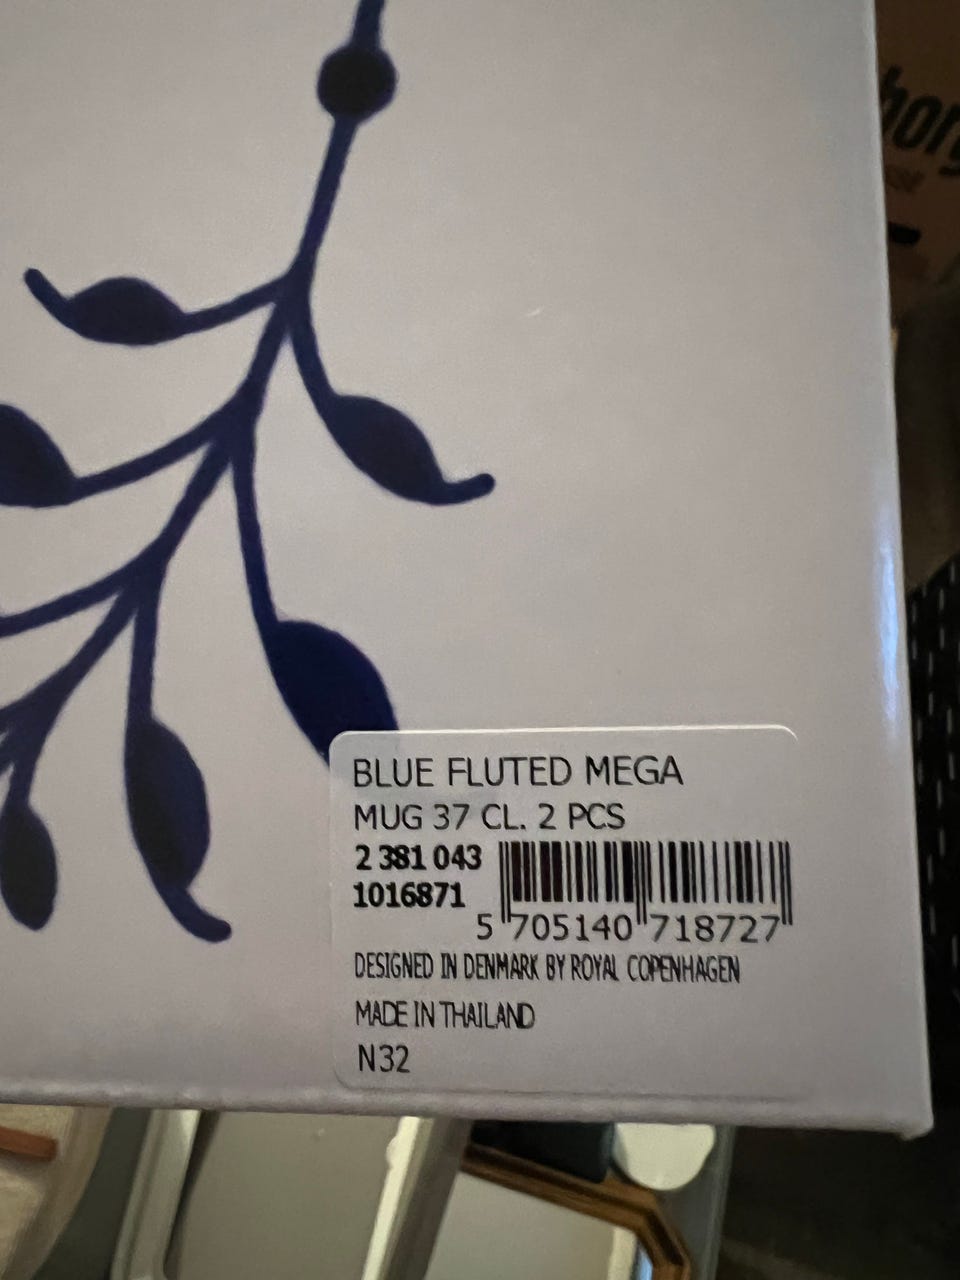 BLUE FLUTED MEGA
MUG 37 CL. 2 PCS
2 381 043
1016871
5 705140 718727
DESIGNED IN DENMARK BY ROYAL COPENHAGEN
MADE IN THAILAND
N32